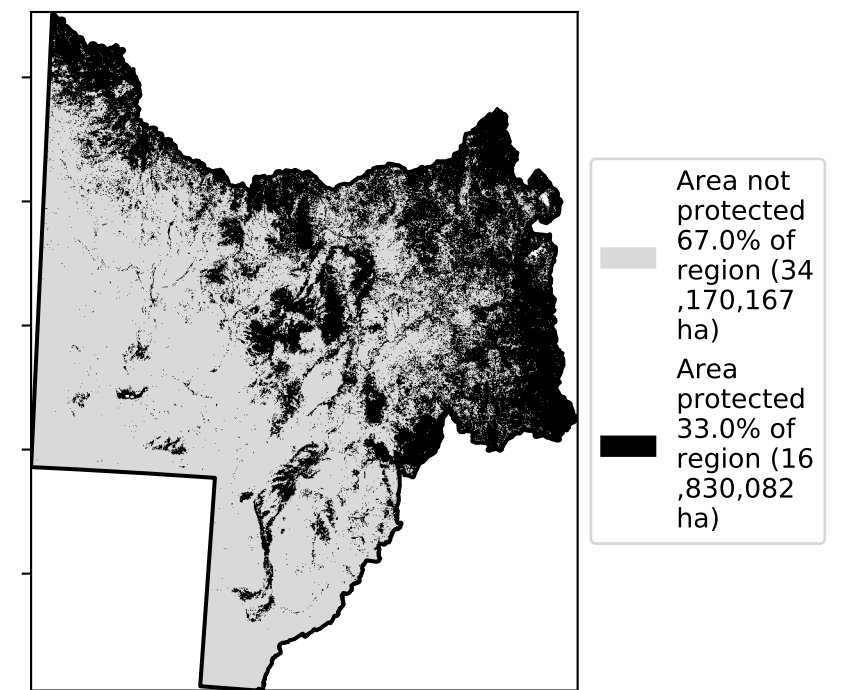 Area not
protected
67.0% of
region (34
,170,167
ha)
Area
protected
33.0% of
region (16
,830,082
ha)